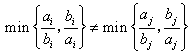 min{a_i/b_i, b_i/a_i} ≠ min{a_j/b_j, b_j/a_j}